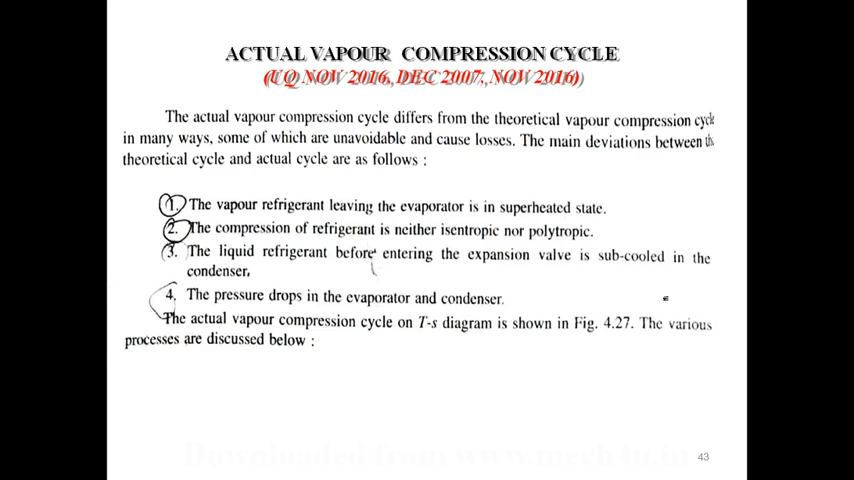 ACTUAL VAPOUR COMPRESSION CYCLE
(UQ NOV 2016, DEC 2007, NOV 2016)
The actual vapour compression cycle differs from the theoretical vapour compression cycle
in many ways, some of which are unavoidable and cause losses. The main deviations between
theoretical cycle and actual cycle are as follows :
1. The vapour refrigerant leaving the evaporator is in superheated state.
2. The compression of refrigerant is neither isentropic nor polytropic.
3. The liquid refrigerant before entering the expansion valve is sub-cooled in the
condenser.
4. The pressure drops in the evaporator and condenser.
The actual vapour compression cycle on T-s diagram is shown in Fig. 4.27. The various
processes are discussed below :
Downloaded from www.
43